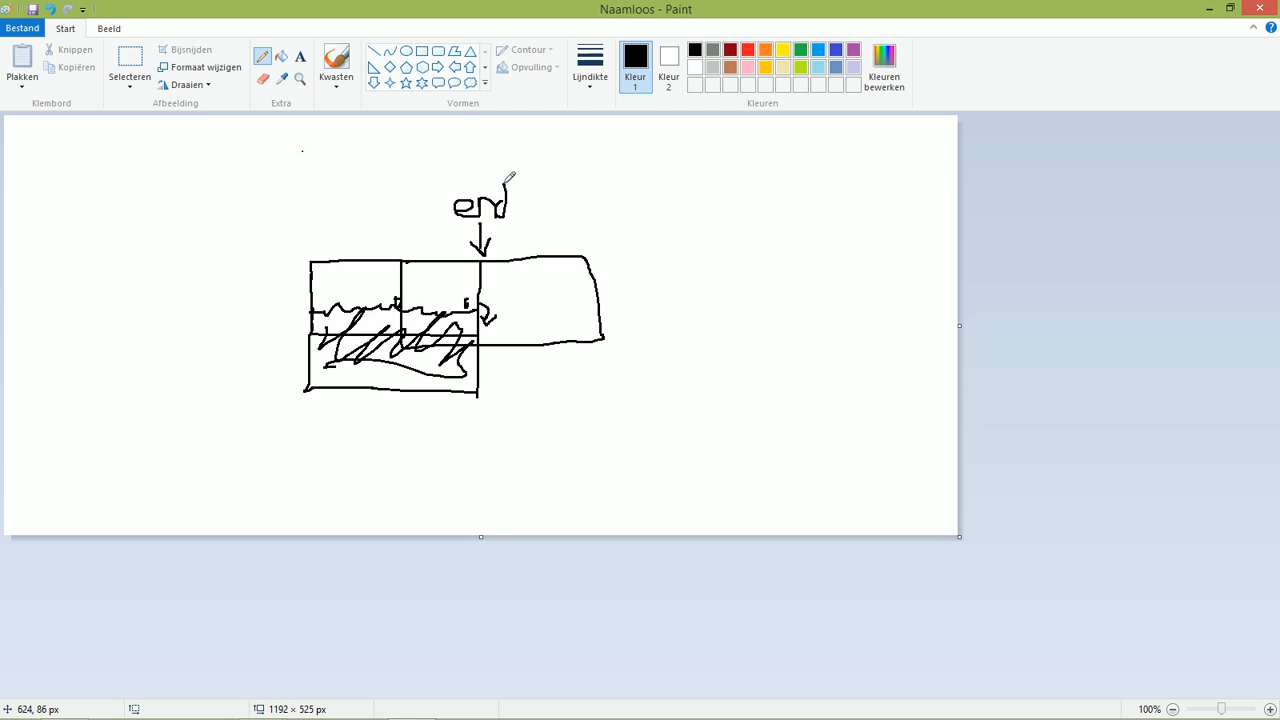 Naamloos - Paint
Bestand Start Beeld
Plakken
Knippen
Kopiëren
Klembord
Selecteren
Bijsnijden
Formaat wijzigen
Draaien
Afbeelding
A
Extra
Kwasten
Contour
Opvulling
Vormen
Lijndikte
Kleur 1
Kleur 2
Kleuren bewerken
Kleuren
end
624, 86 px
1192 × 525 px
100%